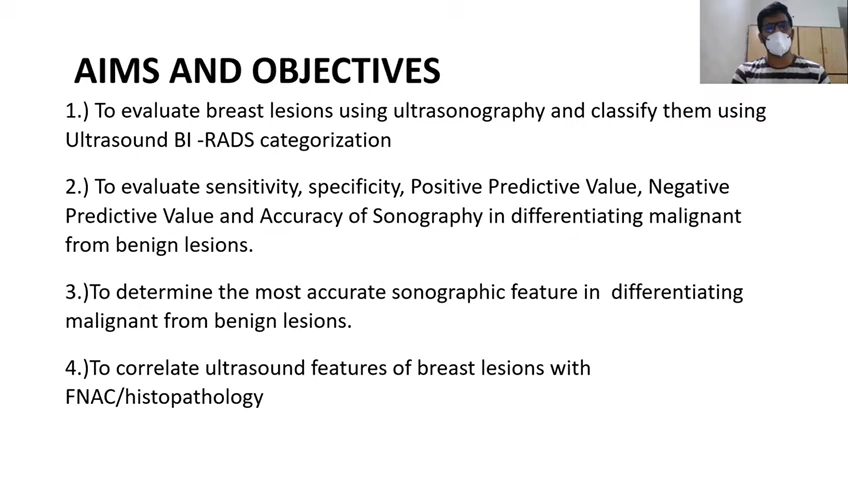 AIMS AND OBJECTIVES
1.) To evaluate breast lesions using ultrasonography and classify them using
Ultrasound BI -RADS categorization
2.) To evaluate sensitivity, specificity, Positive Predictive Value, Negative
Predictive Value and Accuracy of Sonography in differentiating malignant
from benign lesions.
3.)To determine the most accurate sonographic feature in  differentiating
malignant from benign lesions.
4.)To correlate ultrasound features of breast lesions with
FNAC/histopathology